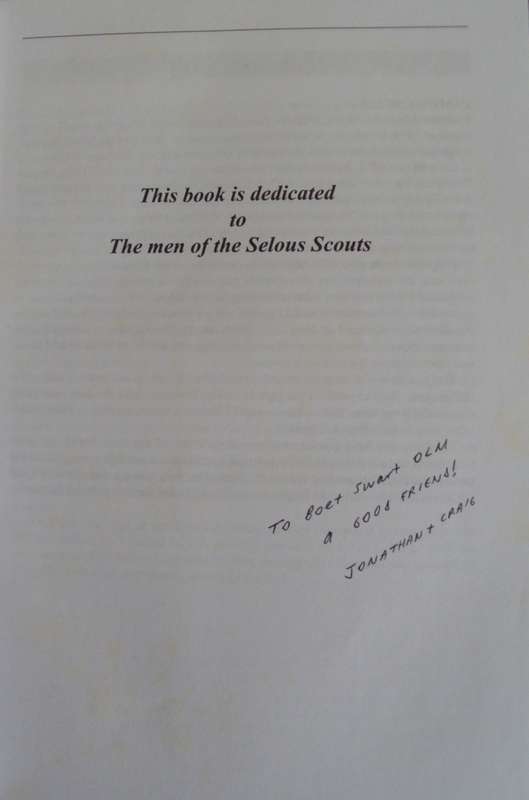 This book is dedicated
to
The men of the Selous Scouts
TO Boet Swart OLM
a GOOD FRIEND!
JONATHAN + CRAIG